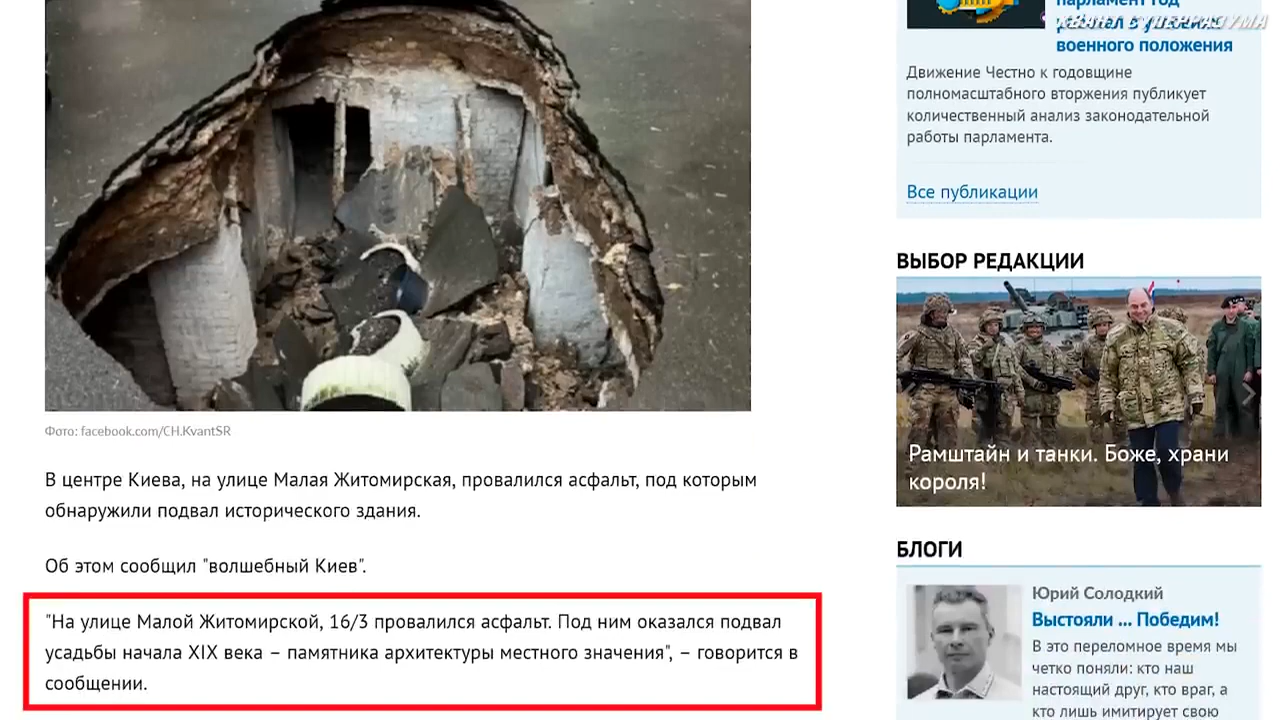 парламент год
работал в условиях
военного положения
Движение Честно к годовщине
полномасштабного вторжения публикует
количественный анализ законодательной
работы парламента.
Все публикации
ВЫБОР РЕДАКЦИИ
Рамштайн и танки. Боже, храни
короля!
БЛОГИ
Юрий Солодкий
Выстояли ... Победим!
В это переломное время мы
четко поняли: кто наш
настоящий друг, кто враг, а
кто лишь имитирует свою
Фото: facebook.com/CH.KvantSR
В центре Киева, на улице Малая Житомирская, провалился асфальт, под которым
обнаружили подвал исторического здания.
Об этом сообщил "волшебный Киев".
"На улице Малой Житомирской, 16/3 провалился асфальт. Под ним оказался подвал
усадьбы начала XIX века – памятника архитектуры местного значения", – говорится в
сообщении.